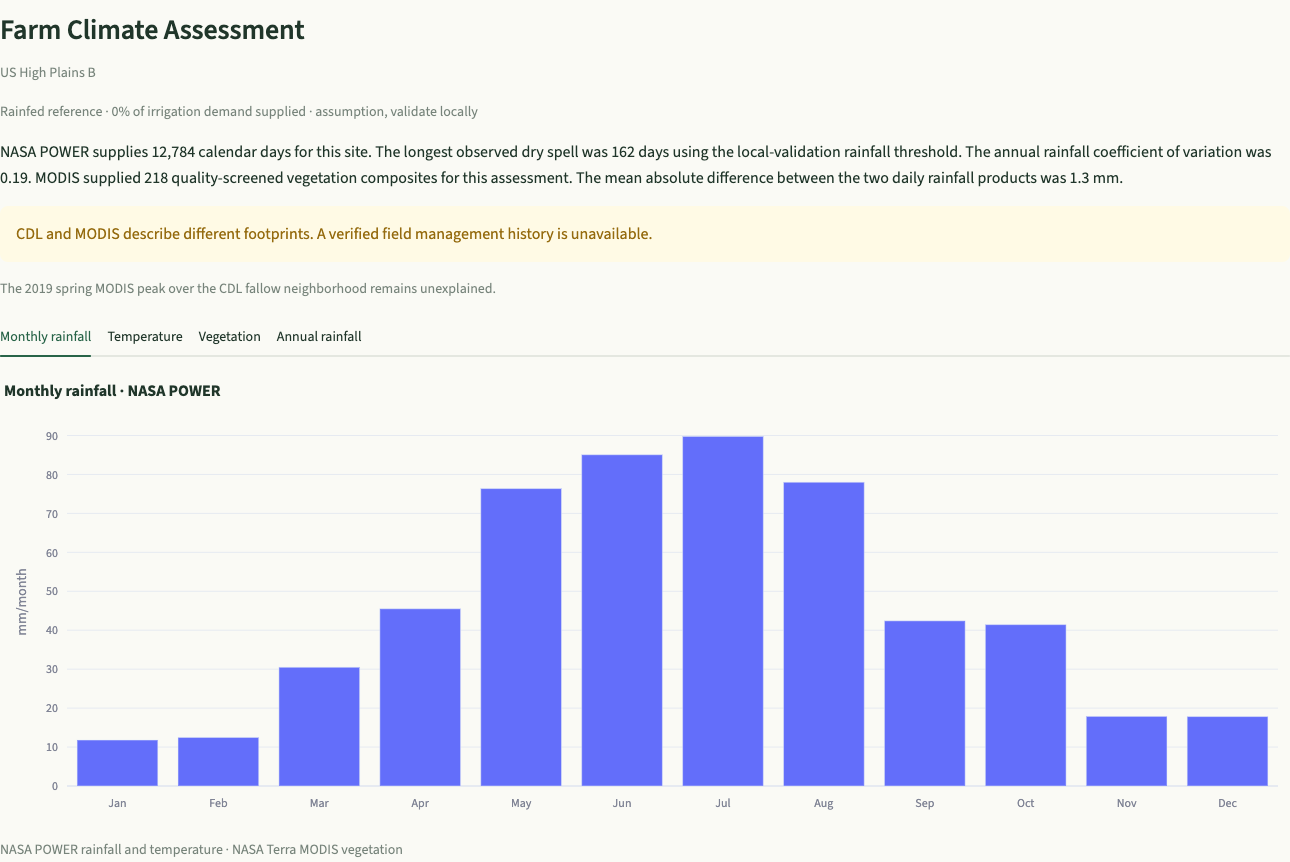 Farm Climate Assessment
US High Plains B
Rainfed reference · 0% of irrigation demand supplied · assumption, validate locally
NASA POWER supplies 12,784 calendar days for this site. The longest observed dry spell was 162 days using the local-validation rainfall threshold. The annual rainfall coefficient of variation was
0.19. MODIS supplied 218 quality-screened vegetation composites for this assessment. The mean absolute difference between the two daily rainfall products was 1.3 mm.
CDL and MODIS describe different footprints. A verified field management history is unavailable.
The 2019 spring MODIS peak over the CDL fallow neighborhood remains unexplained.
Monthly rainfall Temperature Vegetation Annual rainfall
Monthly rainfall · NASA POWER
90
80
70
60
50
40
30
20
10
0
mm/month
Jan Feb Mar Apr May Jun Jul Aug Sep Oct Nov Dec
NASA POWER rainfall and temperature · NASA Terra MODIS vegetation